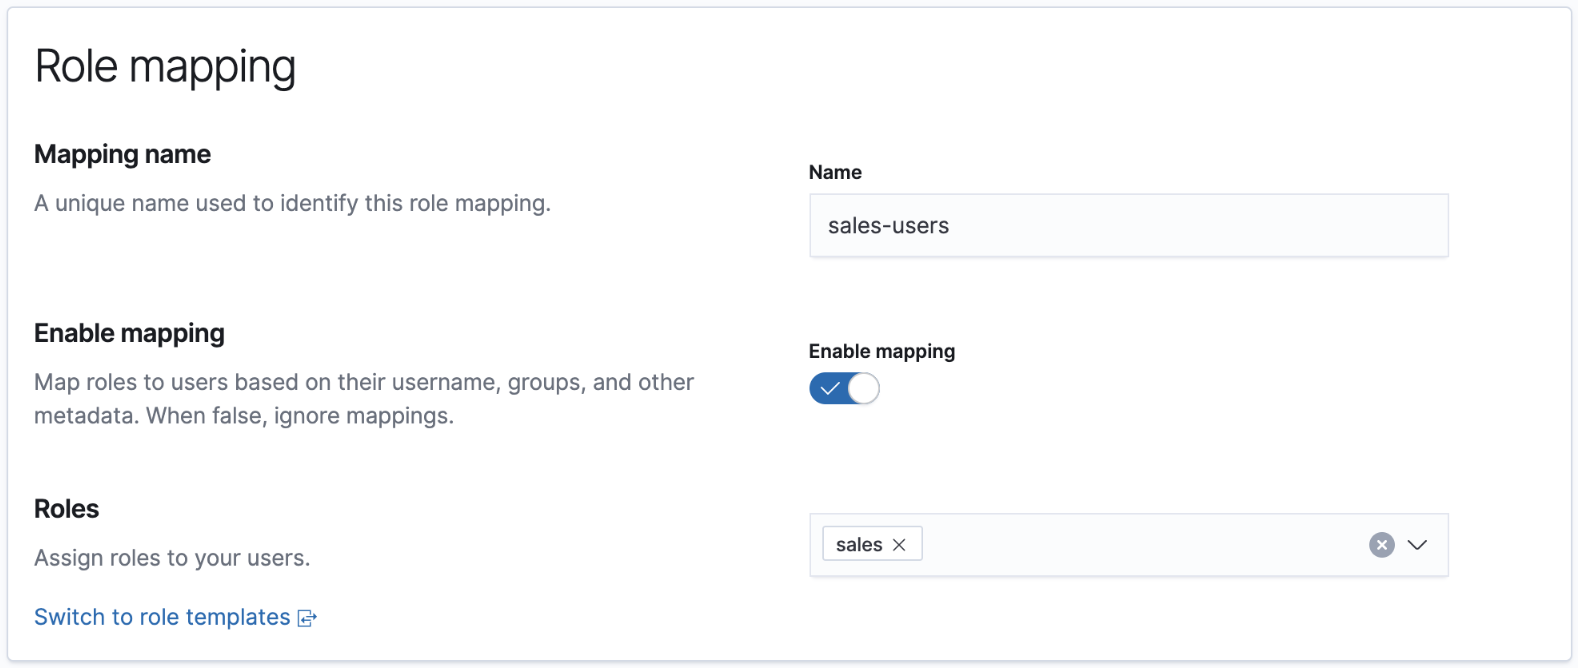 Role mapping
Mapping name
A unique name used to identify this role mapping.
Name
sales-users
Enable mapping
Map roles to users based on their username, groups, and other
metadata. When false, ignore mappings.
Enable mapping
Roles
Assign roles to your users.
Switch to role templates
sales